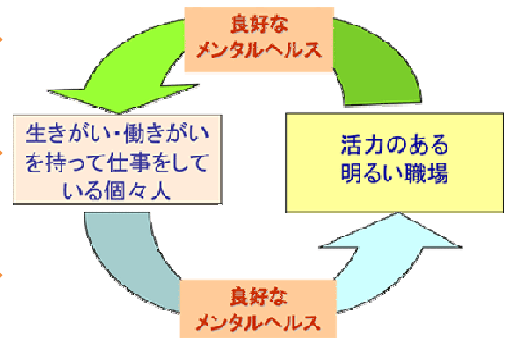 良好な
メンタルヘルス
生きがい・働きがい
を持って仕事をして
いる個々人
活力のある
明るい職場
良好な
メンタルヘルス